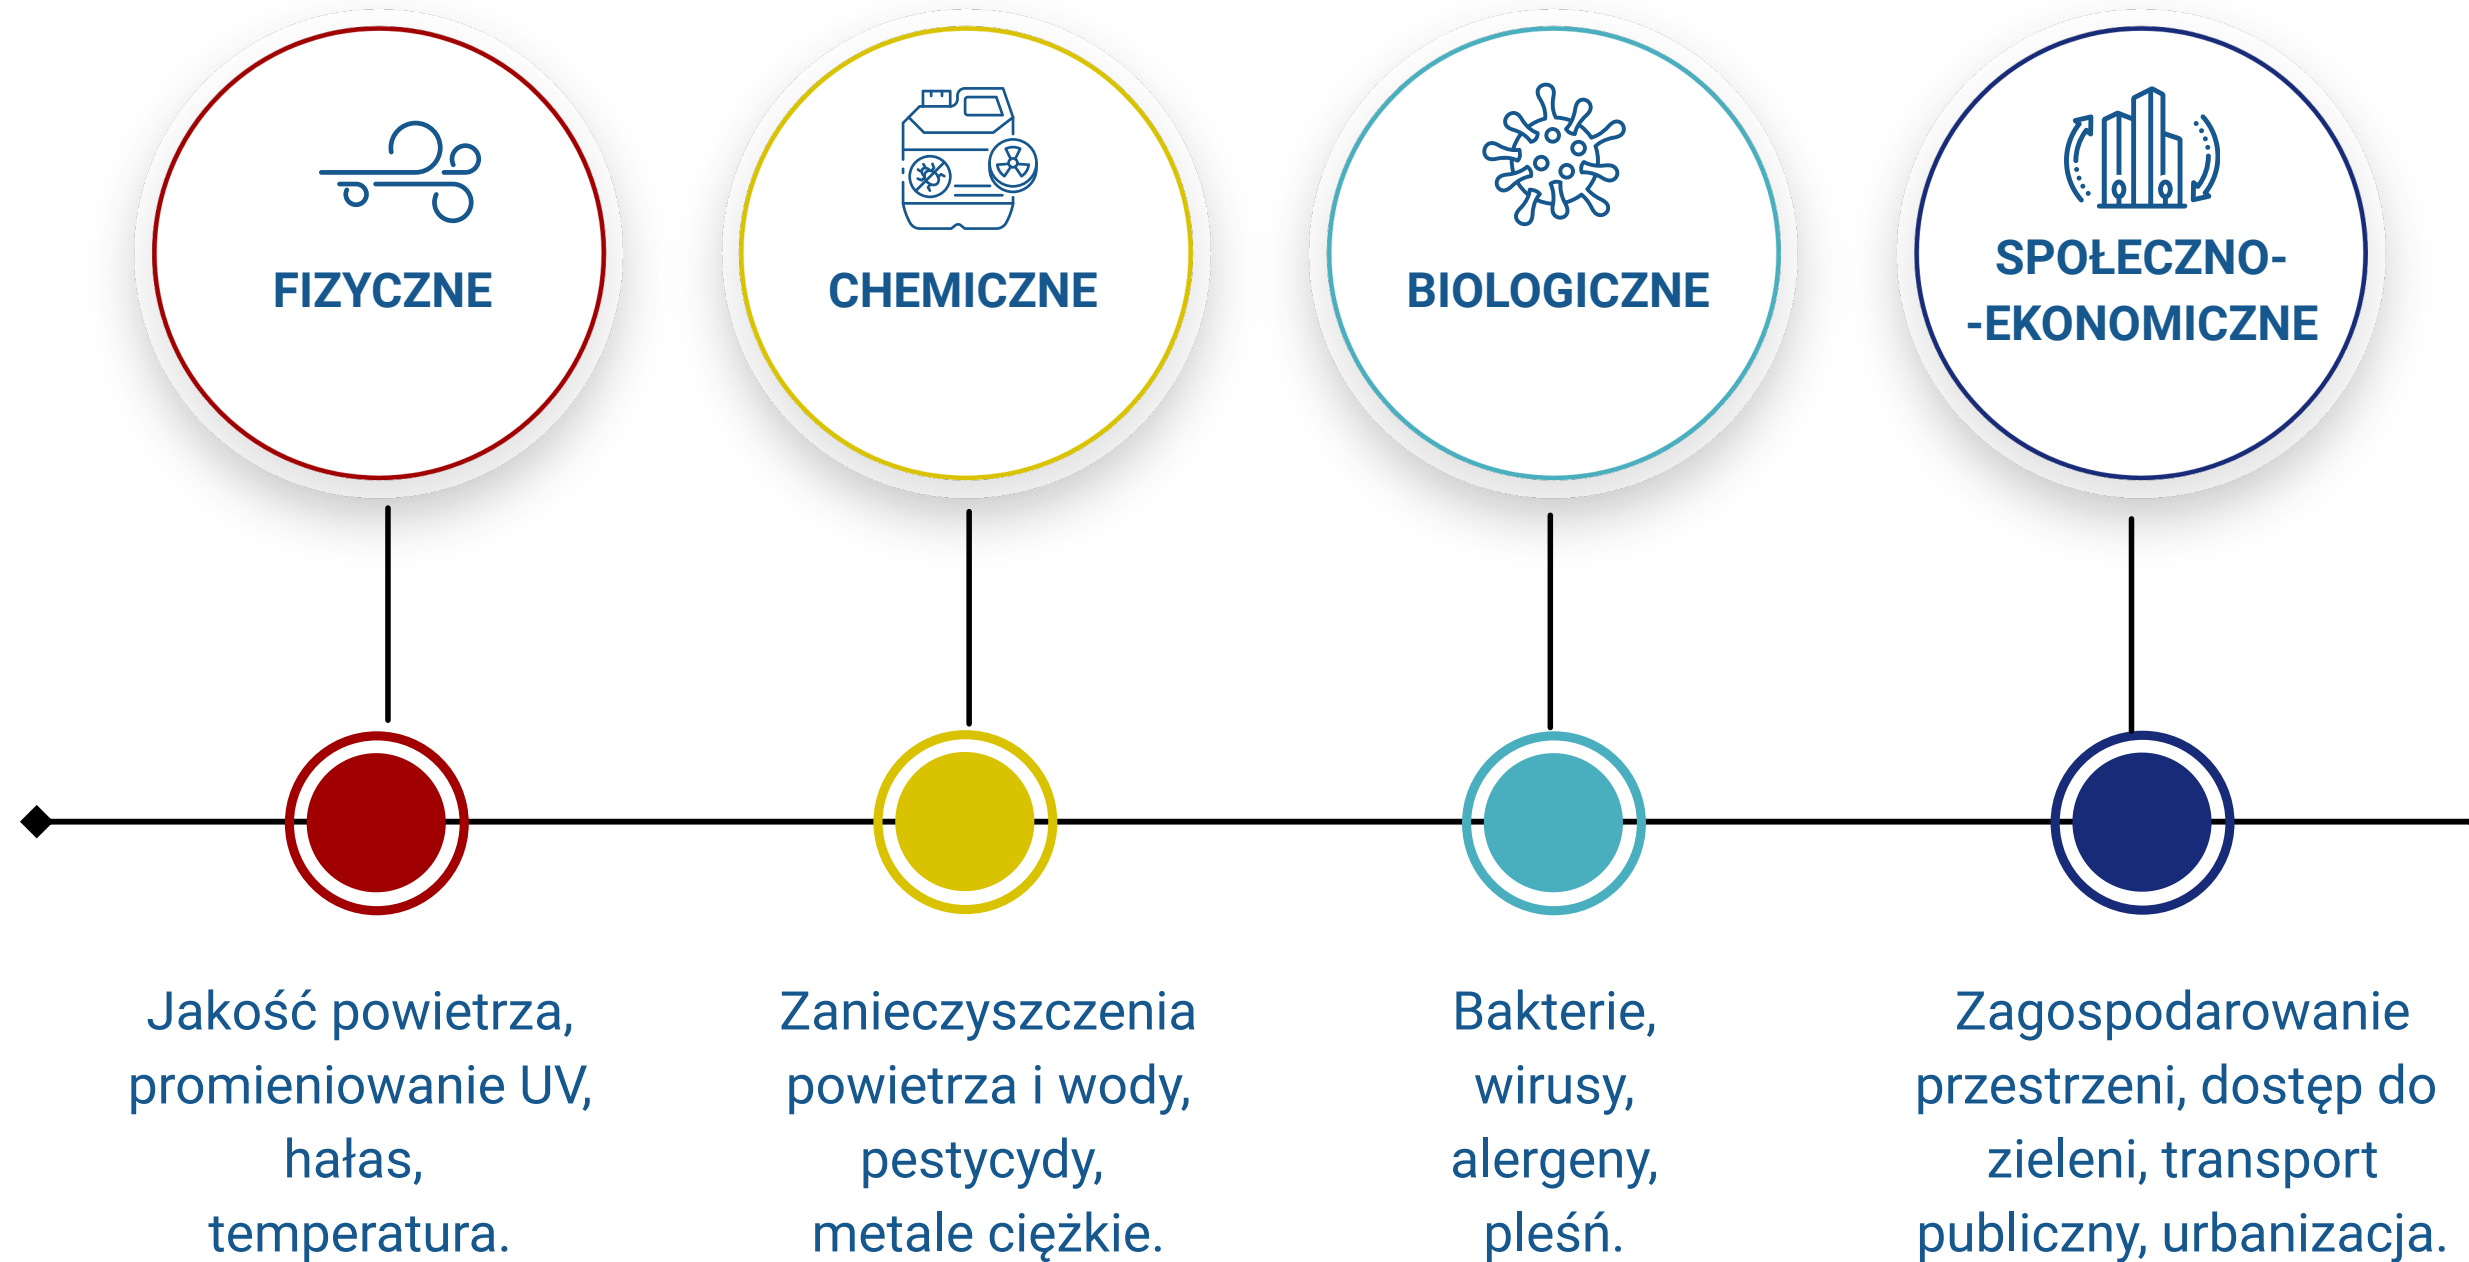 FIZYCZNE
CHEMICZNE
BIOLOGICZNE
SPOŁECZNO-
-EKONOMICZNE
Jakość powietrza,
promieniowanie UV,
hałas,
temperatura.
Zanieczyszczenia
powietrza i wody,
pestycydy,
metale ciężkie.
Bakterie,
wirusy,
alergeny,
pleśń.
Zagospodarowanie
przestrzeni, dostęp do
zieleni, transport
publiczny, urbanizacja.